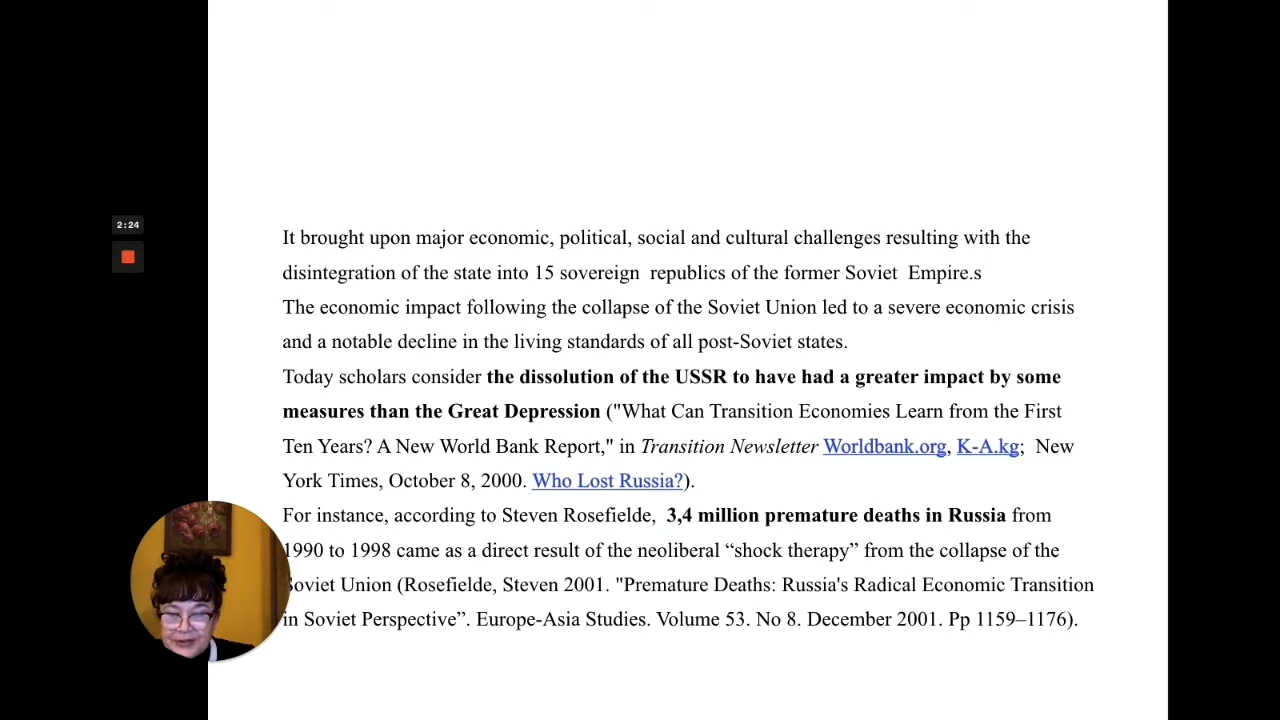 2:24
It brought upon major economic, political, social and cultural challenges resulting with the
disintegration of the state into 15 sovereign republics of the former Soviet Empire.s
The economic impact following the collapse of the Soviet Union led to a severe economic crisis
and a notable decline in the living standards of all post-Soviet states.
Today scholars consider the dissolution of the USSR to have had a greater impact by some
measures than the Great Depression ("What Can Transition Economies Learn from the First
Ten Years? A New World Bank Report," in Transition Newsletter Worldbank.org, K-A.kg; New
York Times, October 8, 2000. Who Lost Russia?).
For instance, according to Steven Rosefielde, 3,4 million premature deaths in Russia from
1990 to 1998 came as a direct result of the neoliberal “shock therapy” from the collapse of the
Soviet Union (Rosefielde, Steven 2001. "Premature Deaths: Russia's Radical Economic Transition
in Soviet Perspective”. Europe-Asia Studies. Volume 53. No 8. December 2001. Pp 1159–1176).